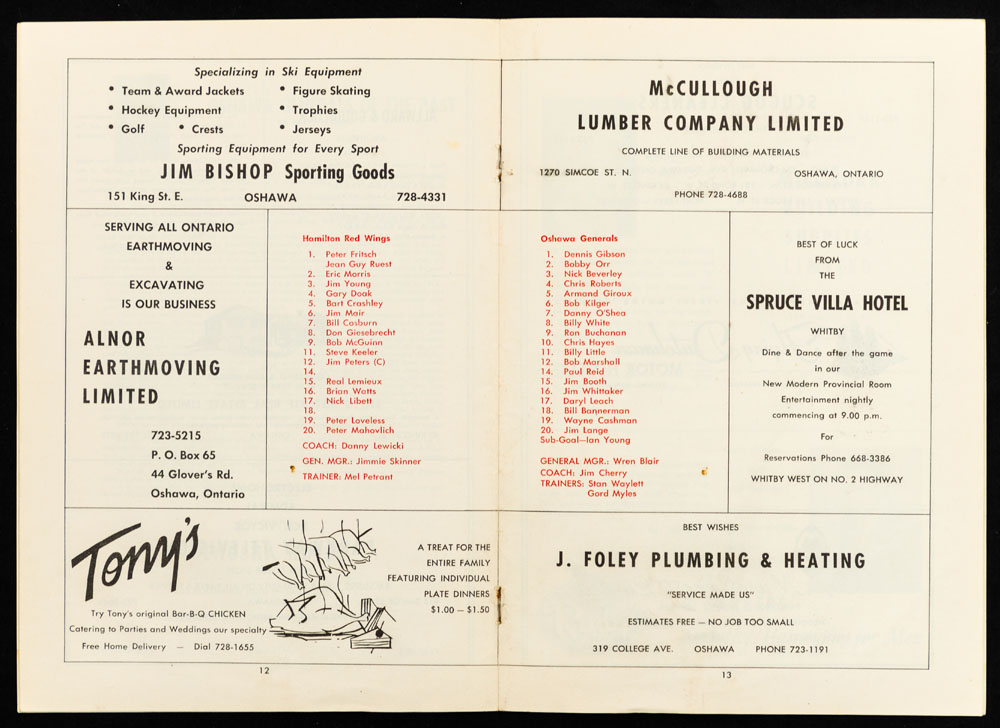 Specializing in Ski Equipment
• Team & Award Jackets • Figure Skating
• Hockey Equipment • Trophies
• Golf • Crests • Jerseys
Sporting Equipment for Every Sport
JIM BISHOP Sporting Goods
151 King St. E. OSHAWA 728-4331
SERVING ALL ONTARIO
EARTHMOVING
&
EXCAVATING
IS OUR BUSINESS
ALNOR
EARTHMOVING
LIMITED
723-5215
P. O. Box 65
44 Glover's Rd.
Oshawa, Ontario
Hamilton Red Wings
1. Peter Fritsch
Jean Guy Ruest
2. Eric Morris
3. Jim Young
4. Gary Doak
5. Bart Crashley
6. Jim Mair
7. Bill Casburn
8. Don Giesebrecht
9. Bob McGuinn
11. Steve Keeler
12. Jim Peters (C)
14.
15. Real Lemieux
16. Brian Watts
17. Nick Libett
18.
19. Peter Loveless
20. Peter Mahovlich
COACH: Danny Lewicki
GEN. MGR.: Jimmie Skinner
TRAINER: Mel Petrant
Tony's
A TREAT FOR THE
ENTIRE FAMILY
FEATURING INDIVIDUAL
PLATE DINNERS
$1.00 — $1.50
Try Tony's original Bar-B-Q CHICKEN
Catering to Parties and Weddings our specialty
Free Home Delivery — Dial 728-1655
12
McCULLOUGH
LUMBER COMPANY LIMITED
COMPLETE LINE OF BUILDING MATERIALS
1270 SIMCOE ST. N. OSHAWA, ONTARIO
PHONE 728-4688
Oshawa Generals
1. Dennis Gibson
2. Bobby Orr
3. Nick Beverley
4. Chris Roberts
5. Armand Giroux
6. Bob Kilger
7. Danny O'Shea
8. Billy White
9. Ron Buchanan
10. Chris Hayes
11. Billy Little
12. Bob Marshall
14. Paul Reid
15. Jim Booth
16. Jim Whittaker
17. Daryl Leach
18. Bill Bannerman
19. Wayne Cashman
20. Jim Lange
Sub-Goal—Ian Young
GENERAL MGR.: Wren Blair
COACH: Jim Cherry
TRAINERS: Stan Waylett
Gord Myles
BEST OF LUCK
FROM
THE
SPRUCE VILLA HOTEL
WHITBY
Dine & Dance after the game
in our
New Modern Provincial Room
Entertainment nightly
commencing at 9.00 p.m.
For
Reservations Phone 668-3386
WHITBY WEST ON NO. 2 HIGHWAY
BEST WISHES
J. FOLEY PLUMBING & HEATING
"SERVICE MADE US"
ESTIMATES FREE — NO JOB TOO SMALL
319 COLLEGE AVE. OSHAWA PHONE 723-1191
13